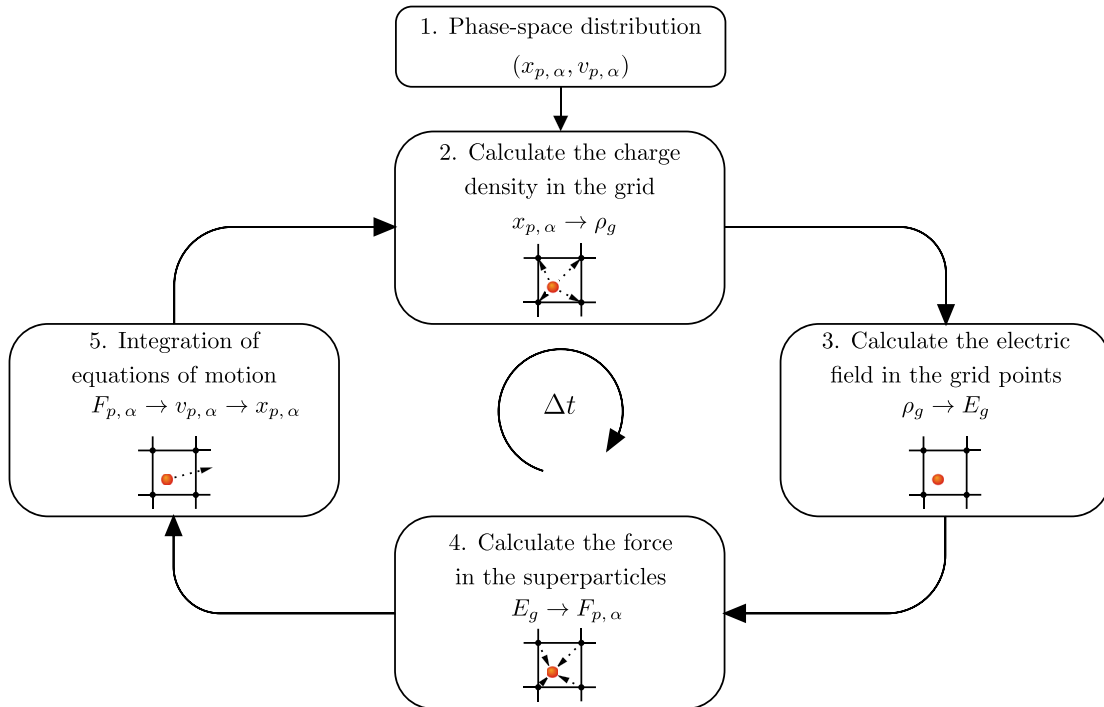 1. Phase-space distribution
(x_{p, α}, v_{p, α})
2. Calculate the charge
density in the grid
x_{p, α} → ρ_g
5. Integration of
equations of motion
F_{p, α} → v_{p, α} → x_{p, α}
Δt
3. Calculate the electric
field in the grid points
ρ_g → E_g
4. Calculate the force
in the superparticles
E_g → F_{p, α}